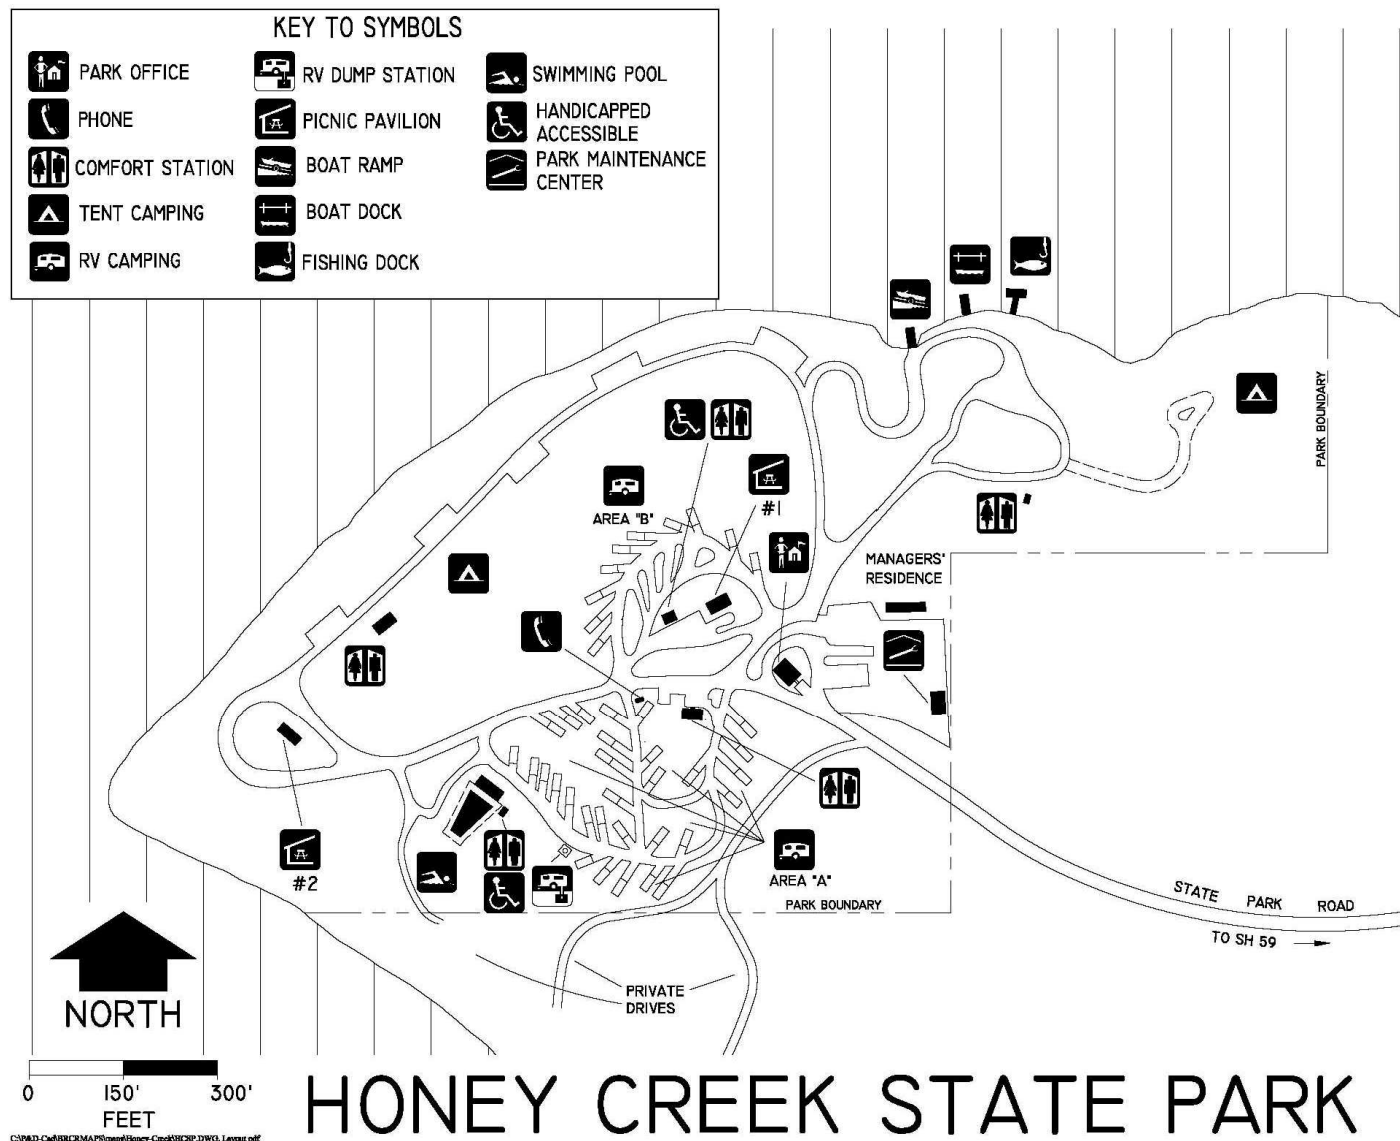 KEY TO SYMBOLS
PARK OFFICE
PHONE
COMFORT STATION
TENT CAMPING
RV CAMPING
RV DUMP STATION
PICNIC PAVILION
BOAT RAMP
BOAT DOCK
FISHING DOCK
SWIMMING POOL
HANDICAPPED
ACCESSIBLE
PARK MAINTENANCE
CENTER
PARK BOUNDARY
AREA "B"
#1
MANAGERS'
RESIDENCE
#2
AREA "A"
PARK BOUNDARY
STATE PARK ROAD
TO SH 59
PRIVATE
DRIVES
NORTH
0 150' 300'
FEET
HONEY CREEK STATE PARK